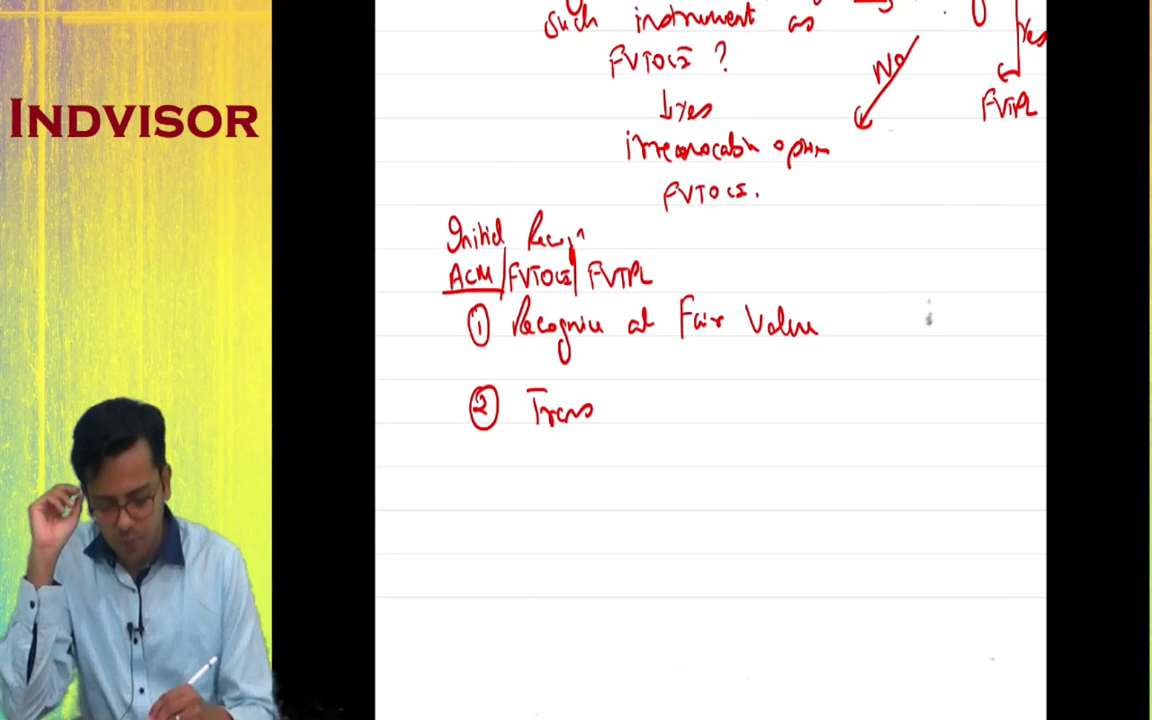 INDVISOR
such instrument as
FVTOCI ?
No
Yes
FVTPL
↓Yes
irrevocable option
FVTOCI.
Initial Recogn
ACM/FVTOCI/FVTPL
① Recognise at Fair Value
② Trans